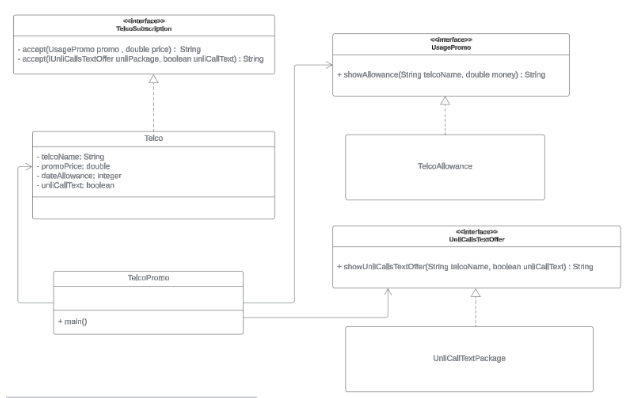 <<interface>>
TelcoSubscription
- accept(UsagePromo promo , double price) : String
- accept(IUnliCallsTextOffer unliPackage, boolean unliCallText) : String
<<interface>>
UsagePromo
+ showAllowance(String telcoName, double money) : String
Telco
- telcoName: String
- promoPrice: double
- dateAllowance: integer
- unliCallText: boolean
TelcoAllowance
<<interface>>
UnliCallsTextOffer
+ showUnliCallsTextOffer(String telcoName, boolean unliCallText) : String
TelcoPromo
+ main()
UnliCallTextPackage